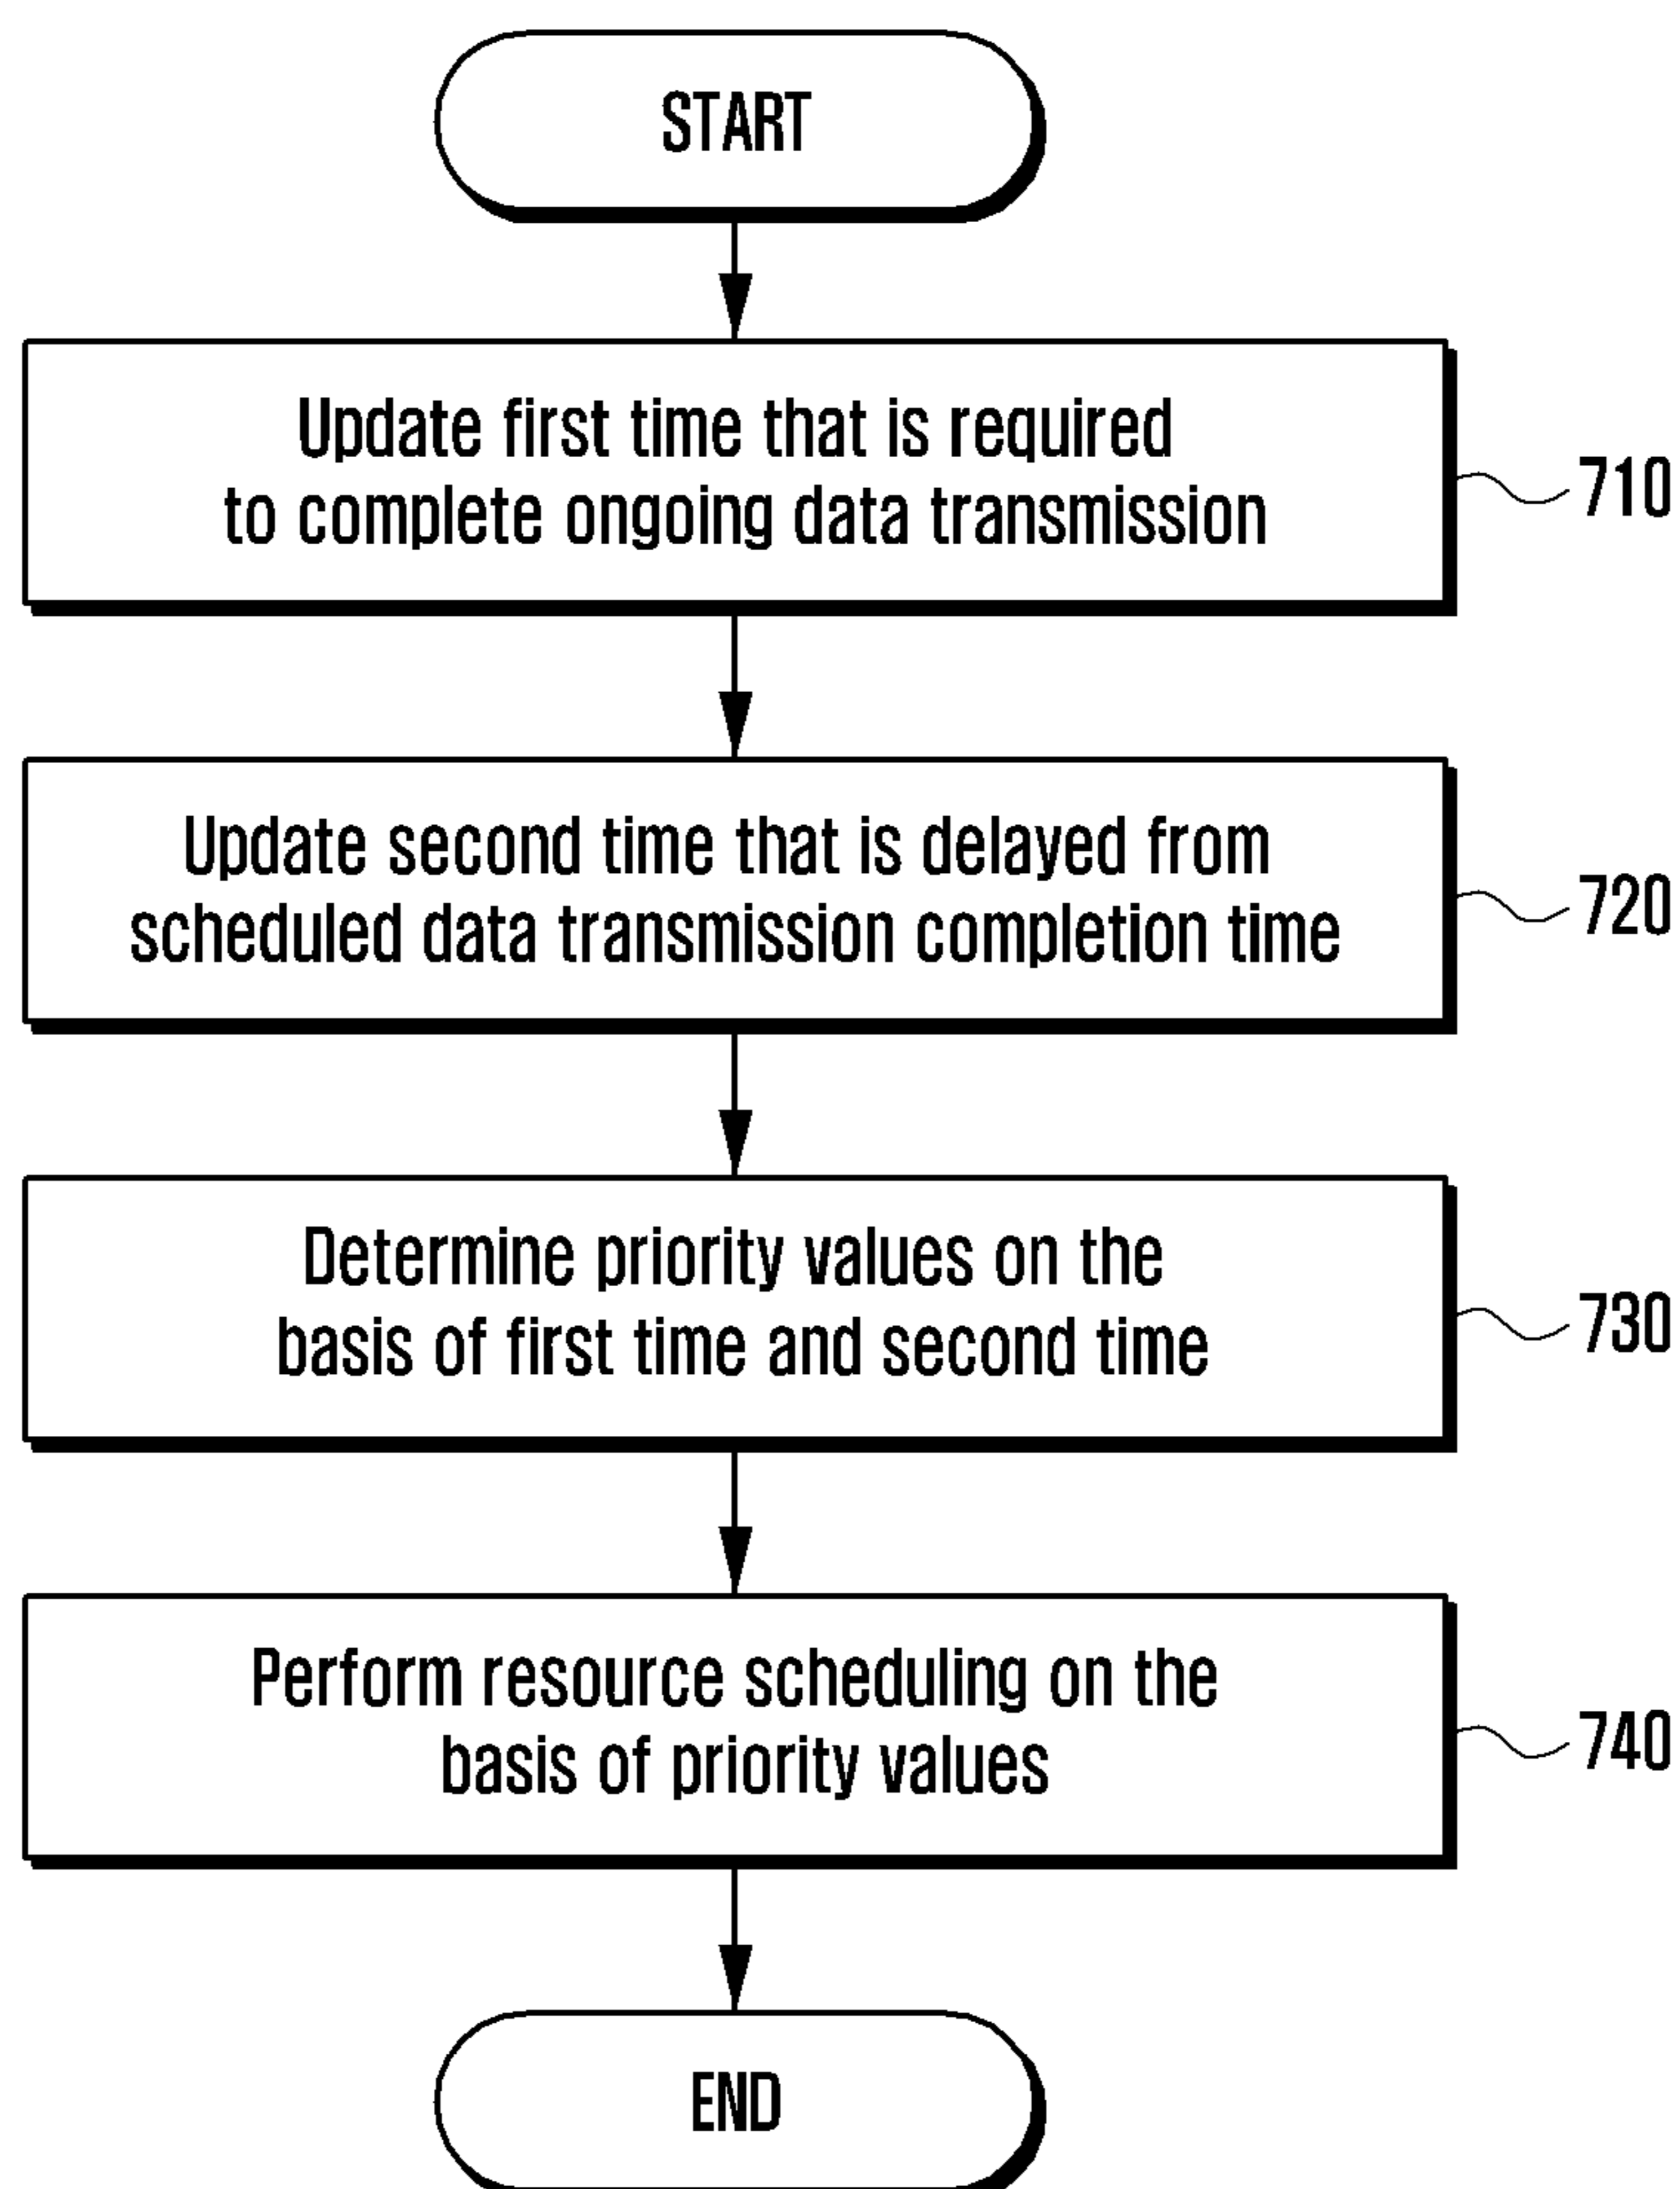 START
Update first time that is required
to complete ongoing data transmission
710
Update second time that is delayed from
scheduled data transmission completion time
720
Determine priority values on the
basis of first time and second time
730
Perform resource scheduling on the
basis of priority values
740
END